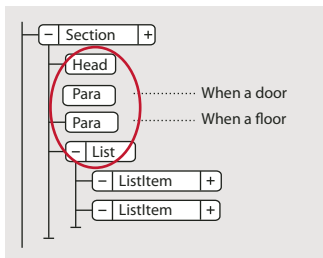 – Section +
Head
Para When a door
Para When a floor
– List
– ListItem +
– ListItem +